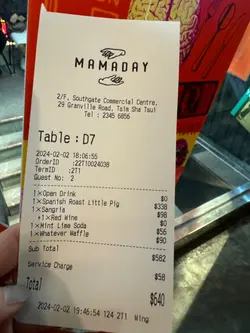 MAMADAY
2/F, Southgate Commercial Centre,
29 Granville Road, Tsim Sha Tsui
Tel : 2345 6856
Table : D7
2024-02-02 18:06:55
OrderID :22T10024038
TermID :2T1
Guest No.: 2
1×Open Drink $0
1×Spanish Roast Little Pig $338
1×Sangria $98
+1×Red Wine $0
1×Mint Lime Soda $56
1×Whatever Waffle $90
Sub Total $582
Service Charge $58
Total $640
2024-02-02 19:46:54 124 2T1 Wing